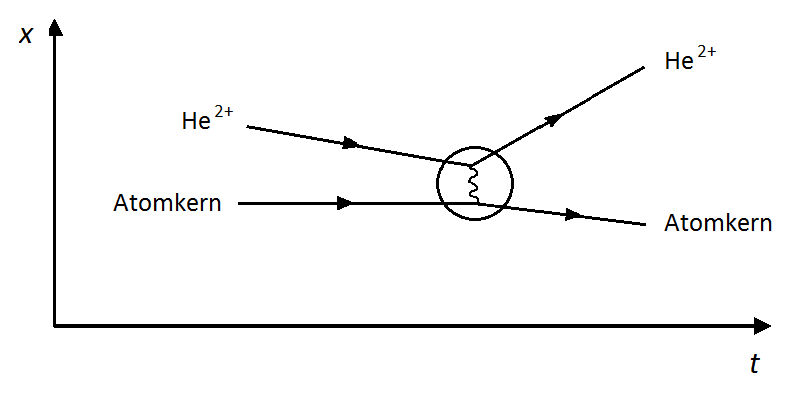 x
He 2+
He 2+
Atomkern
Atomkern
t